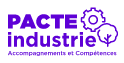 PACTE
industrie
Accompagnements et Compétences